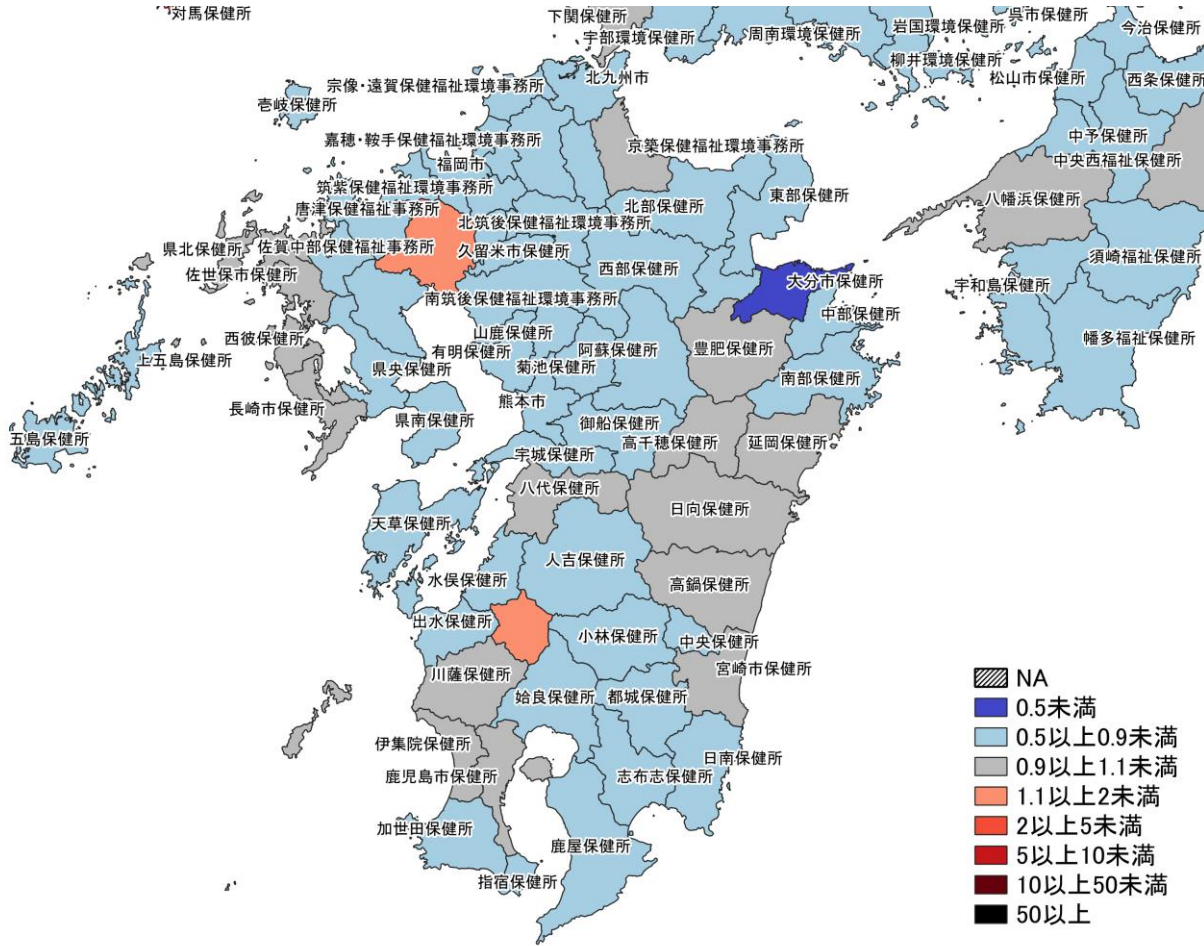 対馬保健所
下関保健所
宇部環境保健所
周南環境保健所
岩国環境保健所
呉市保健所
今治保健所
柳井環境保健所
松山市保健所
西条保健所
北九州市
宗像・遠賀保健福祉環境事務所
壱岐保健所
嘉穂・鞍手保健福祉環境事務所
京築保健福祉環境事務所
中予保健所
福岡市
中央西福祉保健所
筑紫保健福祉環境事務所
東部保健所
八幡浜保健所
唐津保健福祉事務所
北部保健所
北筑後保健福祉環境事務所
県北保健所
佐賀中部保健福祉事務所
久留米市保健所
佐世保市保健所
西部保健所
須崎福祉保健所
大分市保健所
宇和島保健所
南筑後保健福祉環境事務所
中部保健所
山鹿保健所
西彼保健所
有明保健所
阿蘇保健所
豊肥保健所
幡多福祉保健所
上五島保健所
県央保健所
菊池保健所
南部保健所
長崎市保健所
熊本市
県南保健所
御船保健所
五島保健所
高千穂保健所
延岡保健所
宇城保健所
八代保健所
日向保健所
天草保健所
人吉保健所
水俣保健所
高鍋保健所
出水保健所
小林保健所
中央保健所
川薩保健所
宮崎市保健所
姶良保健所
都城保健所
伊集院保健所
日南保健所
鹿児島市保健所
志布志保健所
加世田保健所
鹿屋保健所
指宿保健所
NA
0.5未満
0.5以上0.9未満
0.9以上1.1未満
1.1以上2未満
2以上5未満
5以上10未満
10以上50未満
50以上